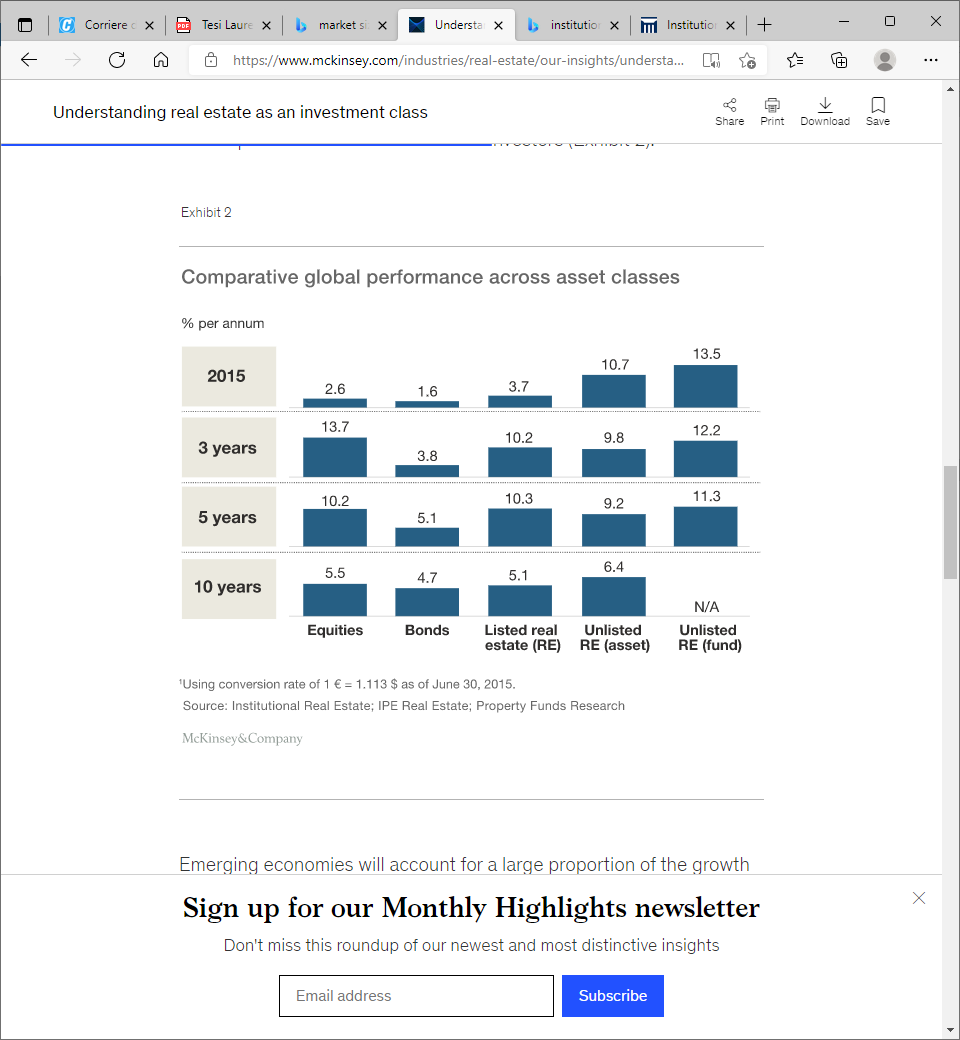 Corriere
Tesi Laure
market si
Understa
institution
Institution
https://www.mckinsey.com/industries/real-estate/our-insights/understa...
Understanding real estate as an investment class
Share
Print
Download
Save
Exhibit 2
Comparative global performance across asset classes
% per annum
2015
2.6
1.6
3.7
10.7
13.5
3 years
13.7
3.8
10.2
9.8
12.2
5 years
10.2
5.1
10.3
9.2
11.3
10 years
5.5
4.7
5.1
6.4
N/A
Equities
Bonds
Listed real
estate (RE)
Unlisted
RE (asset)
Unlisted
RE (fund)
¹Using conversion rate of 1 € = 1.113 $ as of June 30, 2015.
Source: Institutional Real Estate; IPE Real Estate; Property Funds Research
McKinsey&Company
Emerging economies will account for a large proportion of the growth
Sign up for our Monthly Highlights newsletter
Don't miss this roundup of our newest and most distinctive insights
Email address
Subscribe